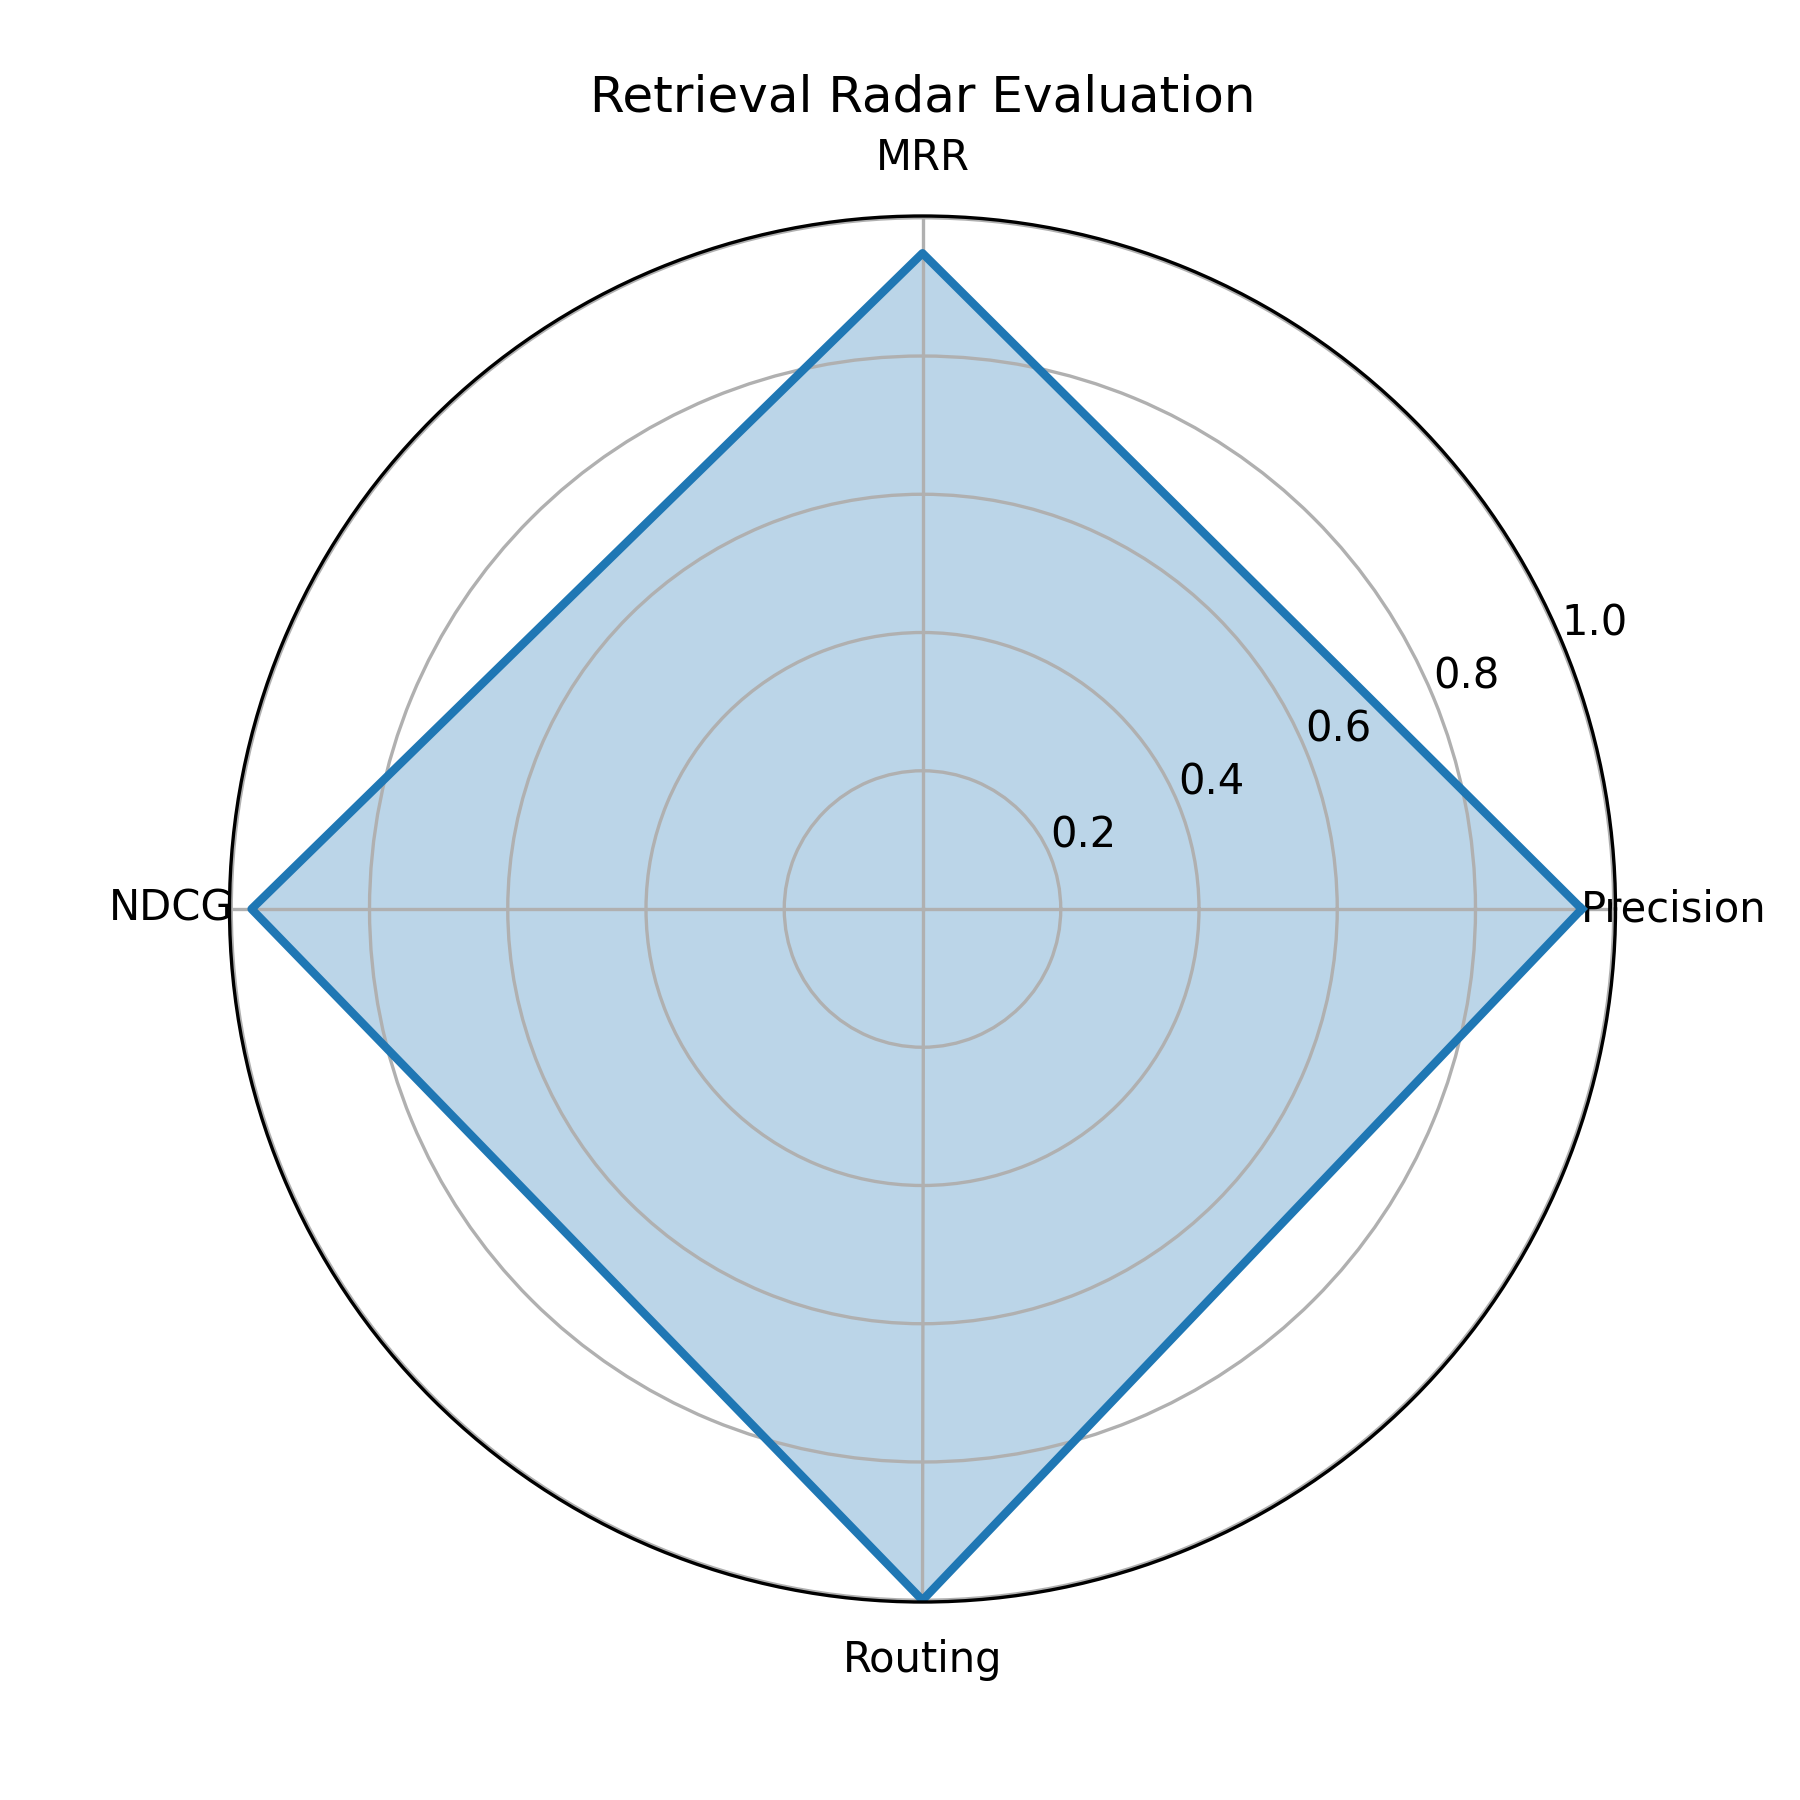 Retrieval Radar Evaluation
MRR
1.0
0.8
0.6
0.4
0.2
NDCG
Precision
Routing